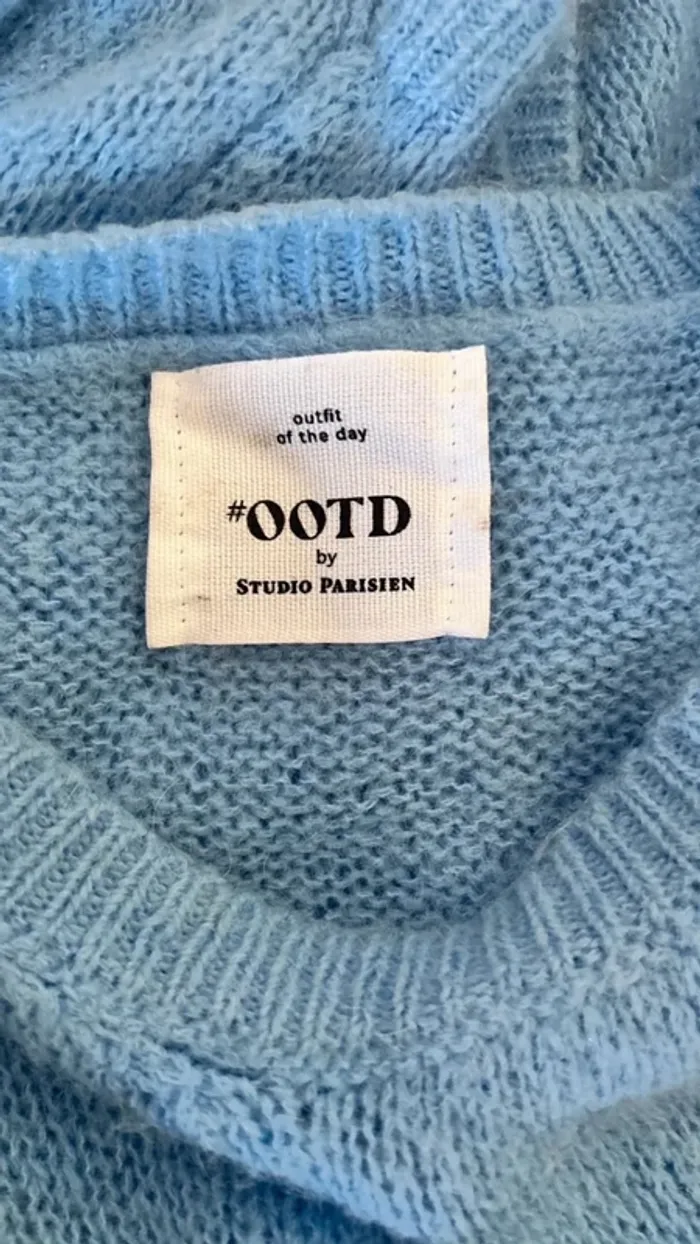 outfit
of the day
#OOTD
by
STUDIO PARISIEN